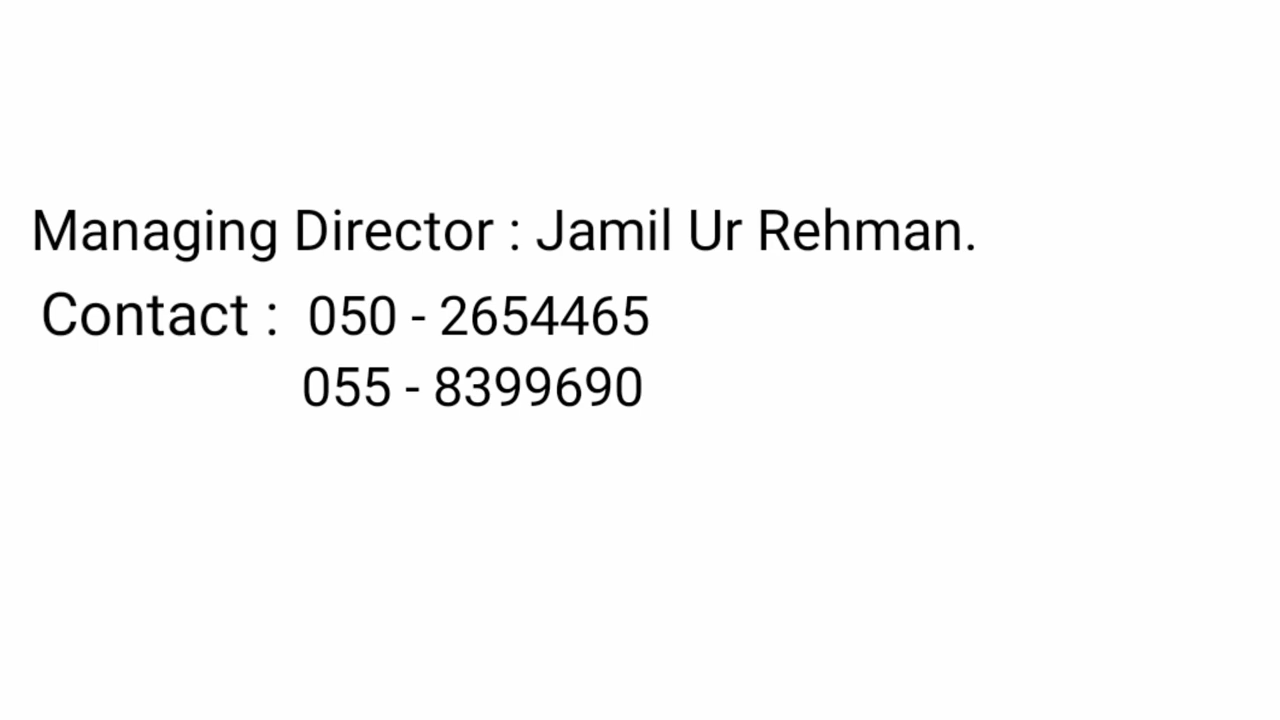 Managing Director : Jamil Ur Rehman.
Contact : 050 - 2654465
055 - 8399690